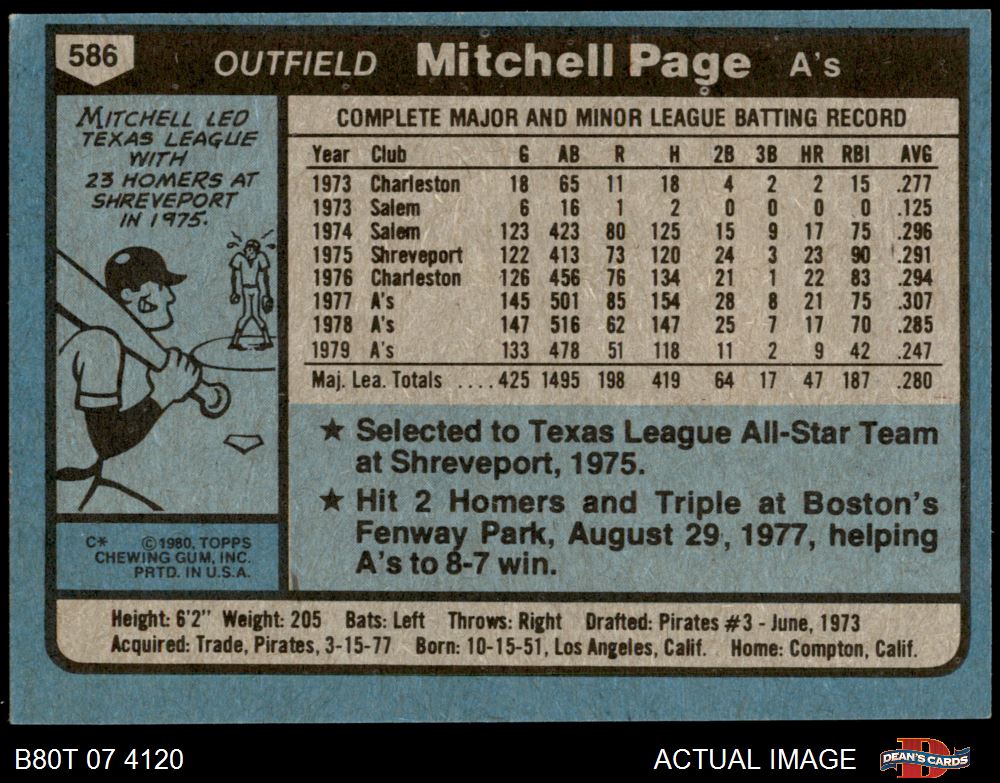 586 OUTFIELD Mitchell Page A's
MITCHELL LED
TEXAS LEAGUE
WITH
23 HOMERS AT
SHREVEPORT
IN 1975.
COMPLETE MAJOR AND MINOR LEAGUE BATTING RECORD
Year Club G AB R H 2B 3B HR RBI AVG
1973 Charleston 18 65 11 18 4 2 2 15 .277
1973 Salem 6 16 1 2 0 0 0 0 .125
1974 Salem 123 423 80 125 15 9 17 75 .296
1975 Shreveport 122 413 73 120 24 3 23 90 .291
1976 Charleston 126 456 76 134 21 1 22 83 .294
1977 A's 145 501 85 154 28 8 21 75 .307
1978 A's 147 516 62 147 25 7 17 70 .285
1979 A's 133 478 51 118 11 2 9 42 .247
Maj. Lea. Totals .... 425 1495 198 419 64 17 47 187 .280
★ Selected to Texas League All-Star Team
at Shreveport, 1975.
★ Hit 2 Homers and Triple at Boston's
Fenway Park, August 29, 1977, helping
A's to 8-7 win.
C* ©1980, TOPPS
CHEWING GUM, INC.
PRTD. IN U.S.A.
Height: 6'2" Weight: 205 Bats: Left Throws: Right Drafted: Pirates #3 - June, 1973
Acquired: Trade, Pirates, 3-15-77 Born: 10-15-51, Los Angeles, Calif. Home: Compton, Calif.
B80T 07 4120 ACTUAL IMAGE DEAN'S CARDS